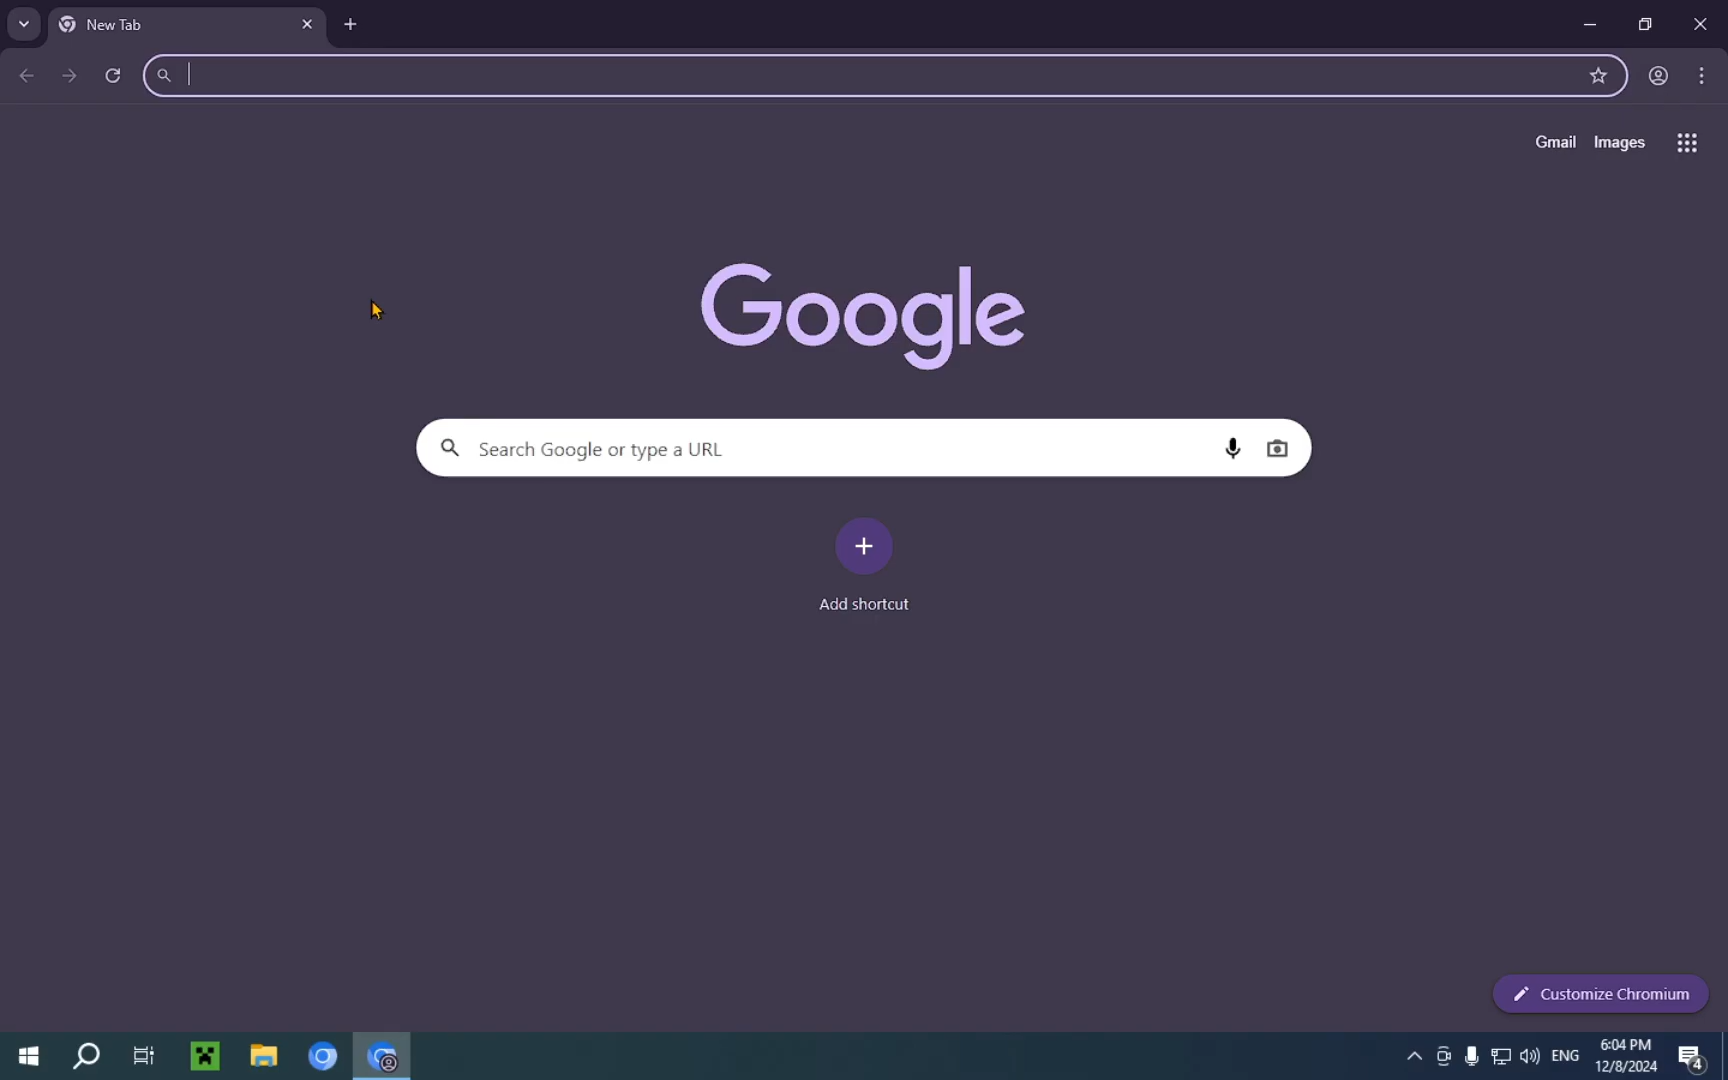 New Tab
Gmail Images
Google
Search Google or type a URL
Add shortcut
Customize Chromium
ENG
6:04 PM
12/8/2024
4